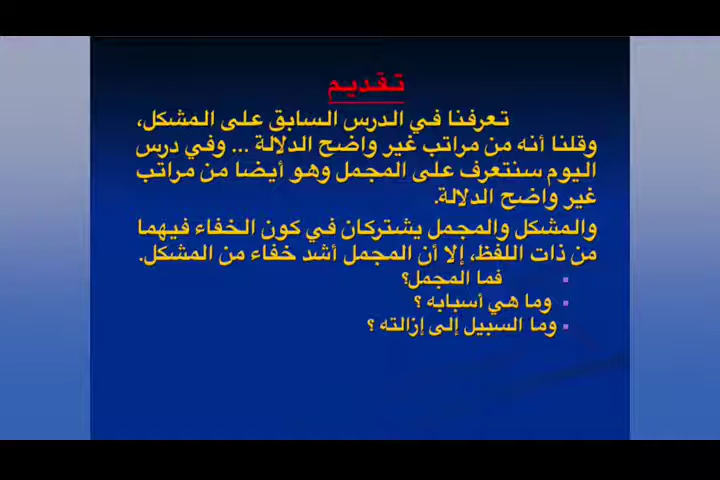 تـقـديـم
تعرفنا في الدرس السابق على المشكل،
وقلنا أنه من مراتب غير واضح الدلالة ... وفي درس
اليوم سنتعرف على المجمل وهو أيضا من مراتب
غير واضح الدلالة.
والمشكل والمجمل يشتركان في كون الخفاء فيهما
من ذات اللفظ، إلا أن المجمل أشد خفاء من المشكل.
فما المجمل؟
وما هي أسبابه ؟
وما السبيل إلى إزالته ؟